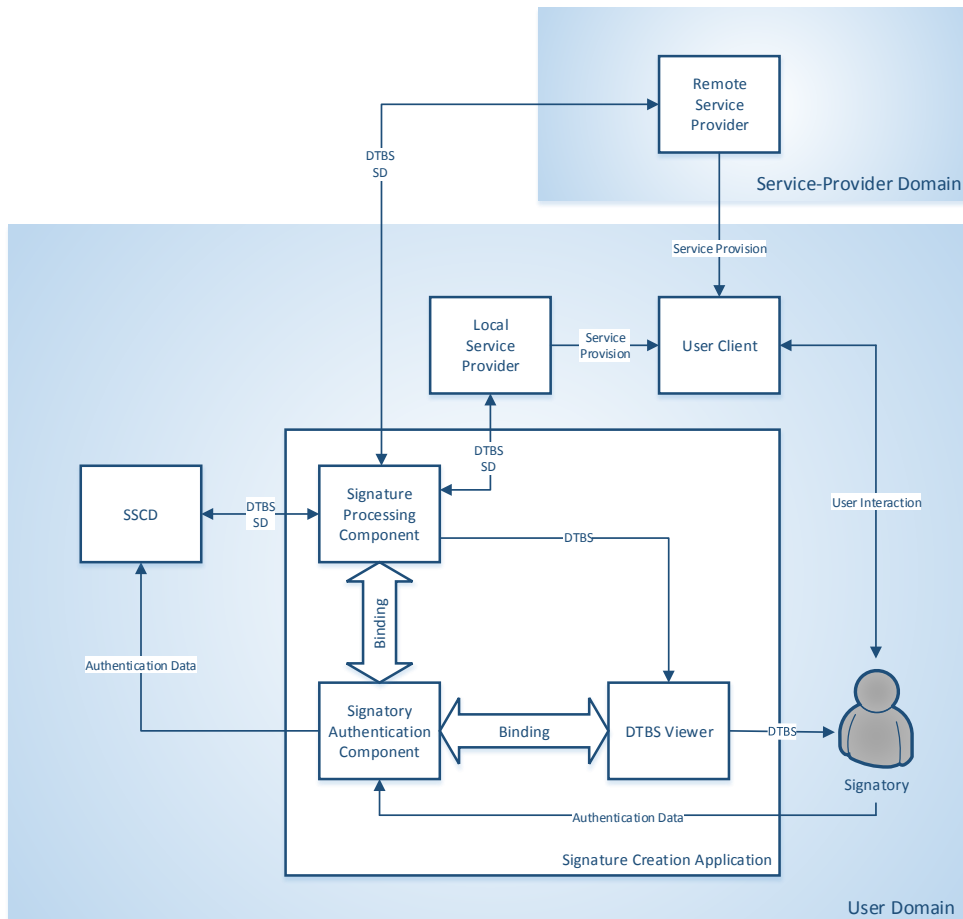 Remote
Service
Provider
DTBS
SD
Service-Provider Domain
Service Provision
Local
Service
Provider
Service
Provision
User Client
DTBS
SD
SSCD
DTBS
SD
Signature
Processing
Component
User Interaction
DTBS
Binding
Authentication Data
Signatory
Authentication
Component
Binding
DTBS Viewer
DTBS
Signatory
Authentication Data
Signature Creation Application
User Domain